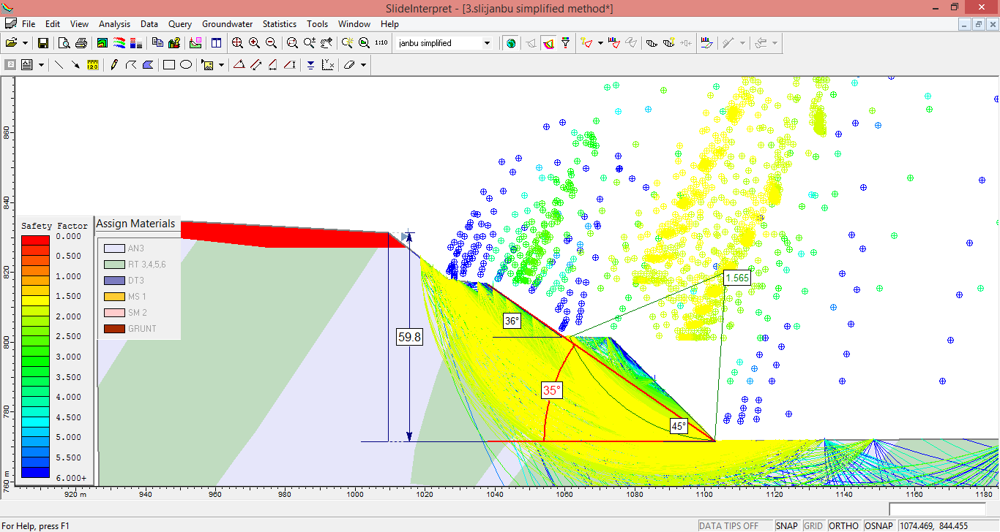 SlideInterpret - [3.sli:janbu simplified method*]
File Edit View Analysis Data Query Groundwater Statistics Tools Window Help
1:10 janbu simplified
123
860
840
820
800
780
760 m
Safety Factor
0.000
0.500
1.000
1.500
2.000
2.500
3.000
3.500
4.000
4.500
5.000
5.500
6.000+
Assign Materials
AN3
RT 3,4,5,6
DT3
MS 1
SM 2
GRUNT
1.565
36°
59.8
35°
45°
920 m 940 960 980 1000 1020 1040 1060 1080 1100 1120 1140 1160 1180
For Help, press F1 DATA TIPS OFF SNAP GRID ORTHO OSNAP 1074.469, 844.455